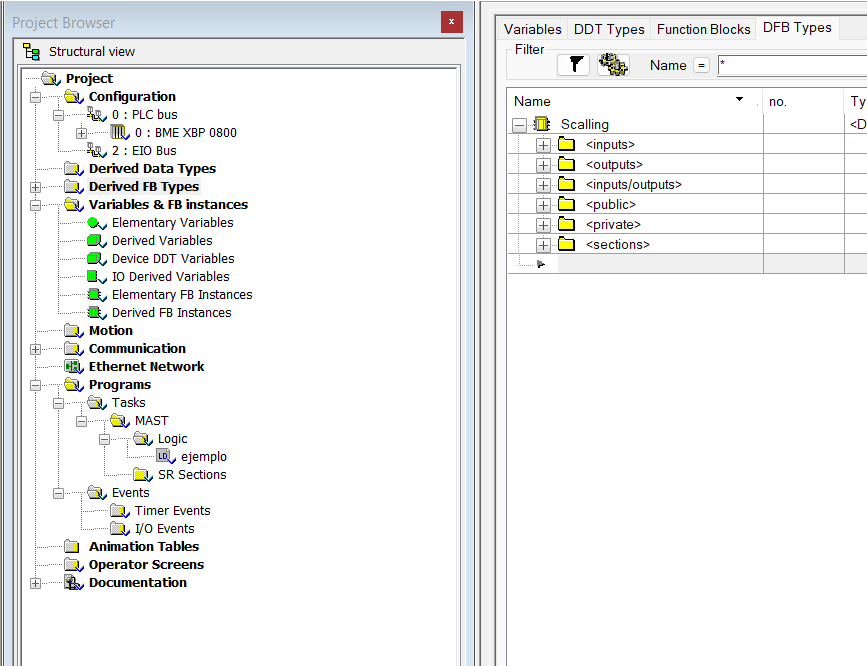 Project Browser
x
Structural view
Project
Configuration
0 : PLC bus
0 : BME XBP 0800
2 : EIO Bus
Derived Data Types
Derived FB Types
Variables & FB instances
Elementary Variables
Derived Variables
Device DDT Variables
IO Derived Variables
Elementary FB Instances
Derived FB Instances
Motion
Communication
Ethernet Network
Programs
Tasks
MAST
Logic
LD ejemplo
SR Sections
Events
Timer Events
I/O Events
Animation Tables
Operator Screens
Documentation
Variables DDT Types Function Blocks DFB Types
Filter
Name = *
Name no. Ty
Scalling <D
<inputs>
<outputs>
<inputs/outputs>
<public>
<private>
<sections>